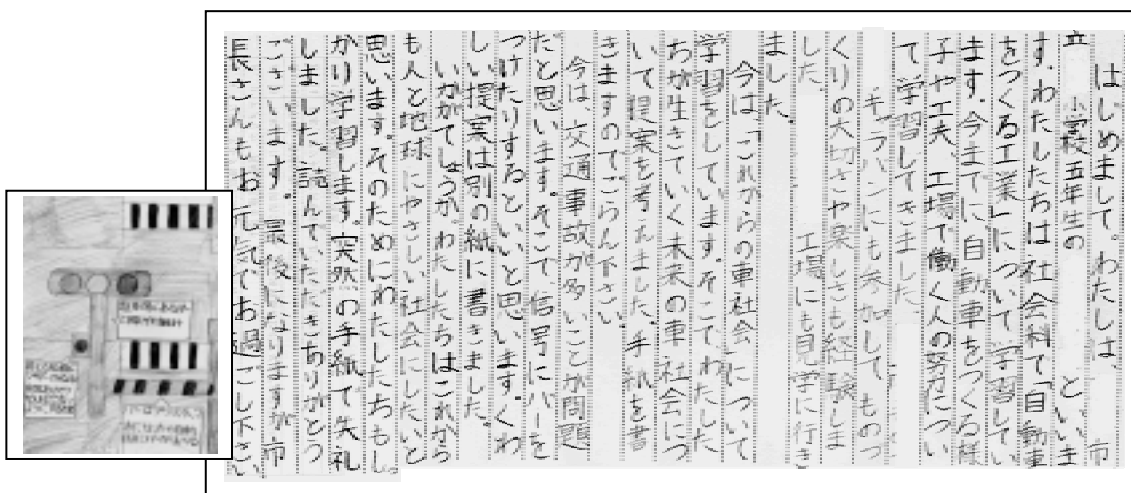 はじめまして。わたしは、 市
立 小学校五年生の といいま
す。わたしたちは社会科で「自動車
をつくる工業」について学習してい
ます。今までに自動車をつくる様
子や工夫、工場で働く人の努力につい
て学習してきました。
キャラバンにも参加して、ものづ
くりの大切さや楽しさも経験しま
した。 工場にも見学に行き
ました。
今は「これからの車社会」について
学習をしています。そこでわたした
ちが生きていく未来の車社会につ
いて提案を考えました。手紙を書
きますのでごらん下さい。
今は、交通事故が多いことが問題
だと思います。そこで信号にバーを
つけたりするといいと思います。くわ
しい提案は別の紙に書きました。
いかがでしょうか。わたしたちはこれから
も人と地球にやさしい社会にしたいと
思います。そのためにわたしたちもし
かり学習します。突然の手紙で失礼
しました。読んでいただきありがとう
ございます。最後になりますが、市
長さんもお元気でお過ごし下さい。